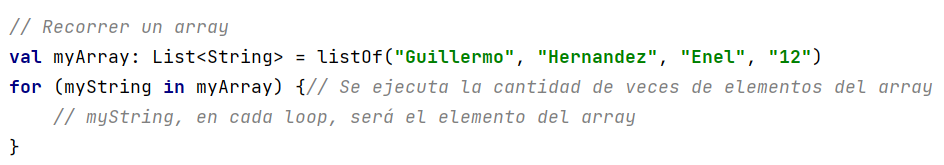 // Recorrer un array
val myArray: List<String> = listOf("Guillermo", "Hernandez", "Enel", "12")
for (myString in myArray) {// Se ejecuta la cantidad de veces de elementos del array
    // myString, en cada loop, será el elemento del array
}